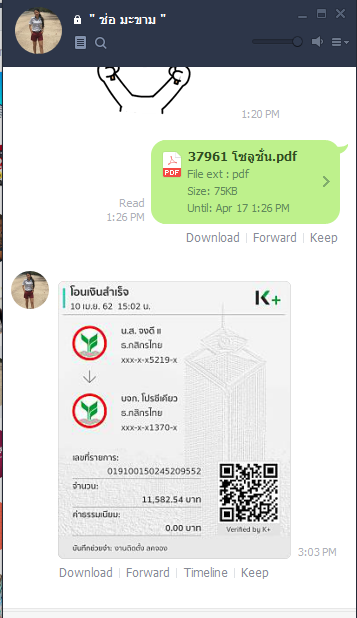 " ช่อ มะขาม "
1:20 PM
37961 โซลูชั่น.pdf
PDF
File ext : pdf
Size: 75KB
Until: Apr 17 1:26 PM
Read
1:26 PM
Download | Forward | Keep
โอนเงินสำเร็จ
10 เม.ย. 62 15:02 น.
K+
น.ส. จงดี แ
ธ.กสิกรไทย
xxx-x-x5219-x
บจก. โปรซีเคียว
ธ.กสิกรไทย
xxx-x-x1370-x
เลขที่รายการ:
019100150245209552
จำนวน:
11,582.54 บาท
ค่าธรรมเนียม:
0.00 บาท
Verified by K+
บันทึกช่วยจำ: งานติดตั้ง ลคจอง
3:03 PM
Download | Forward | Timeline | Keep